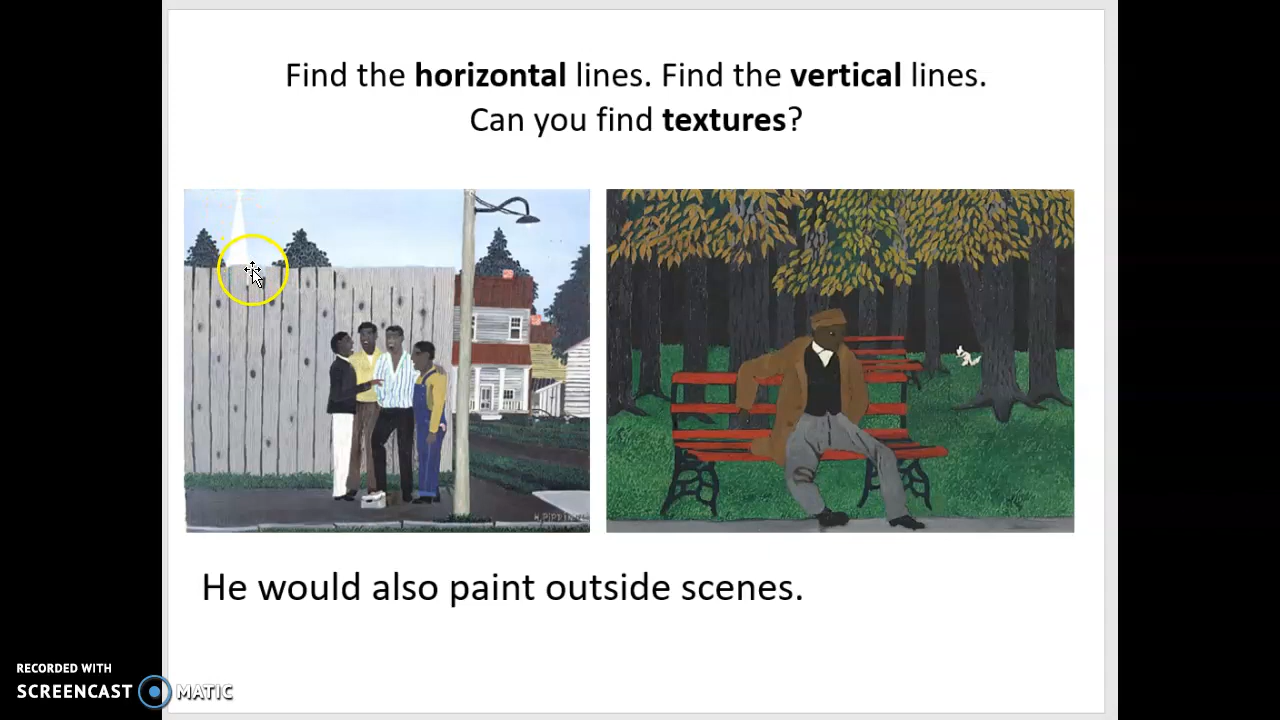 Find the horizontal lines. Find the vertical lines.
Can you find textures?
H. PIPPIN
He would also paint outside scenes.
RECORDED WITH
SCREENCAST MATIC